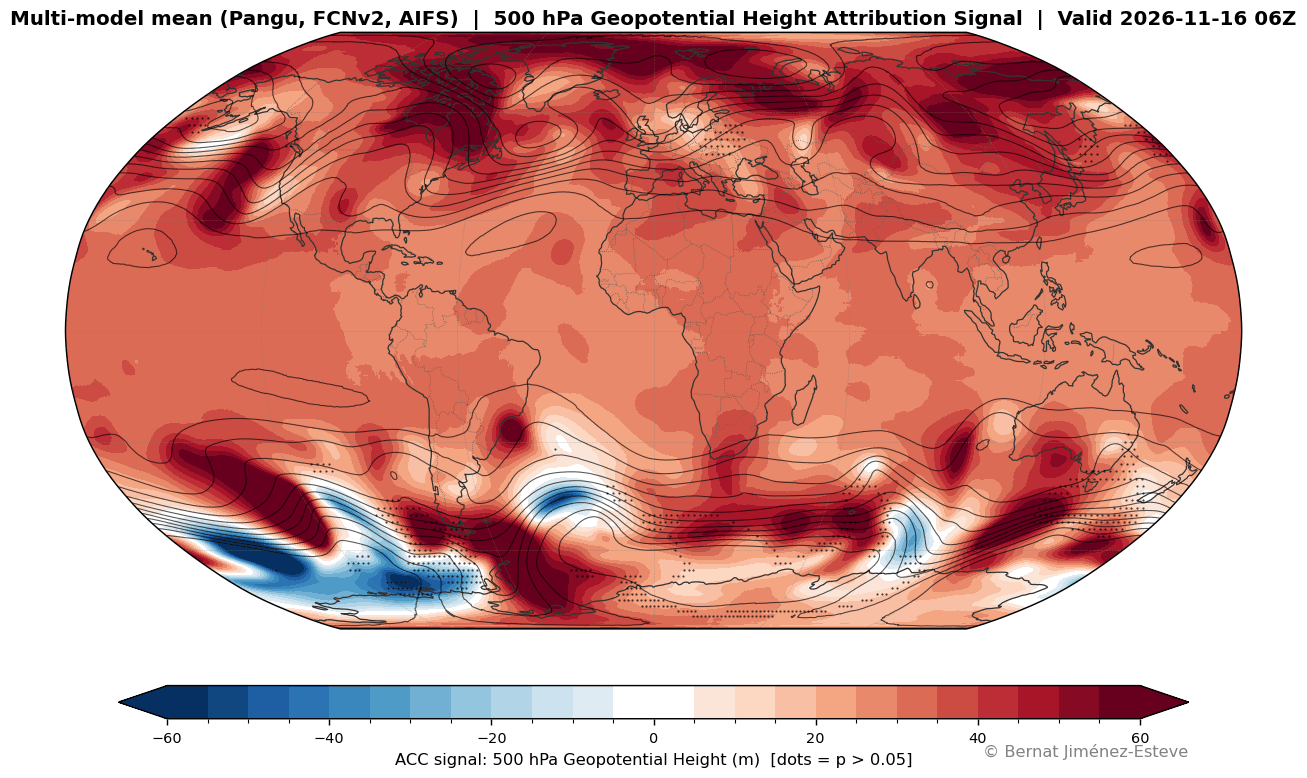 Multi-model mean (Pangu, FCNv2, AIFS) | 500 hPa Geopotential Height Attribution Signal | Valid 2026-11-16 06Z
−60 −40 −20 0 20 40 60
ACC signal: 500 hPa Geopotential Height (m) [dots = p > 0.05]
© Bernat Jiménez-Esteve